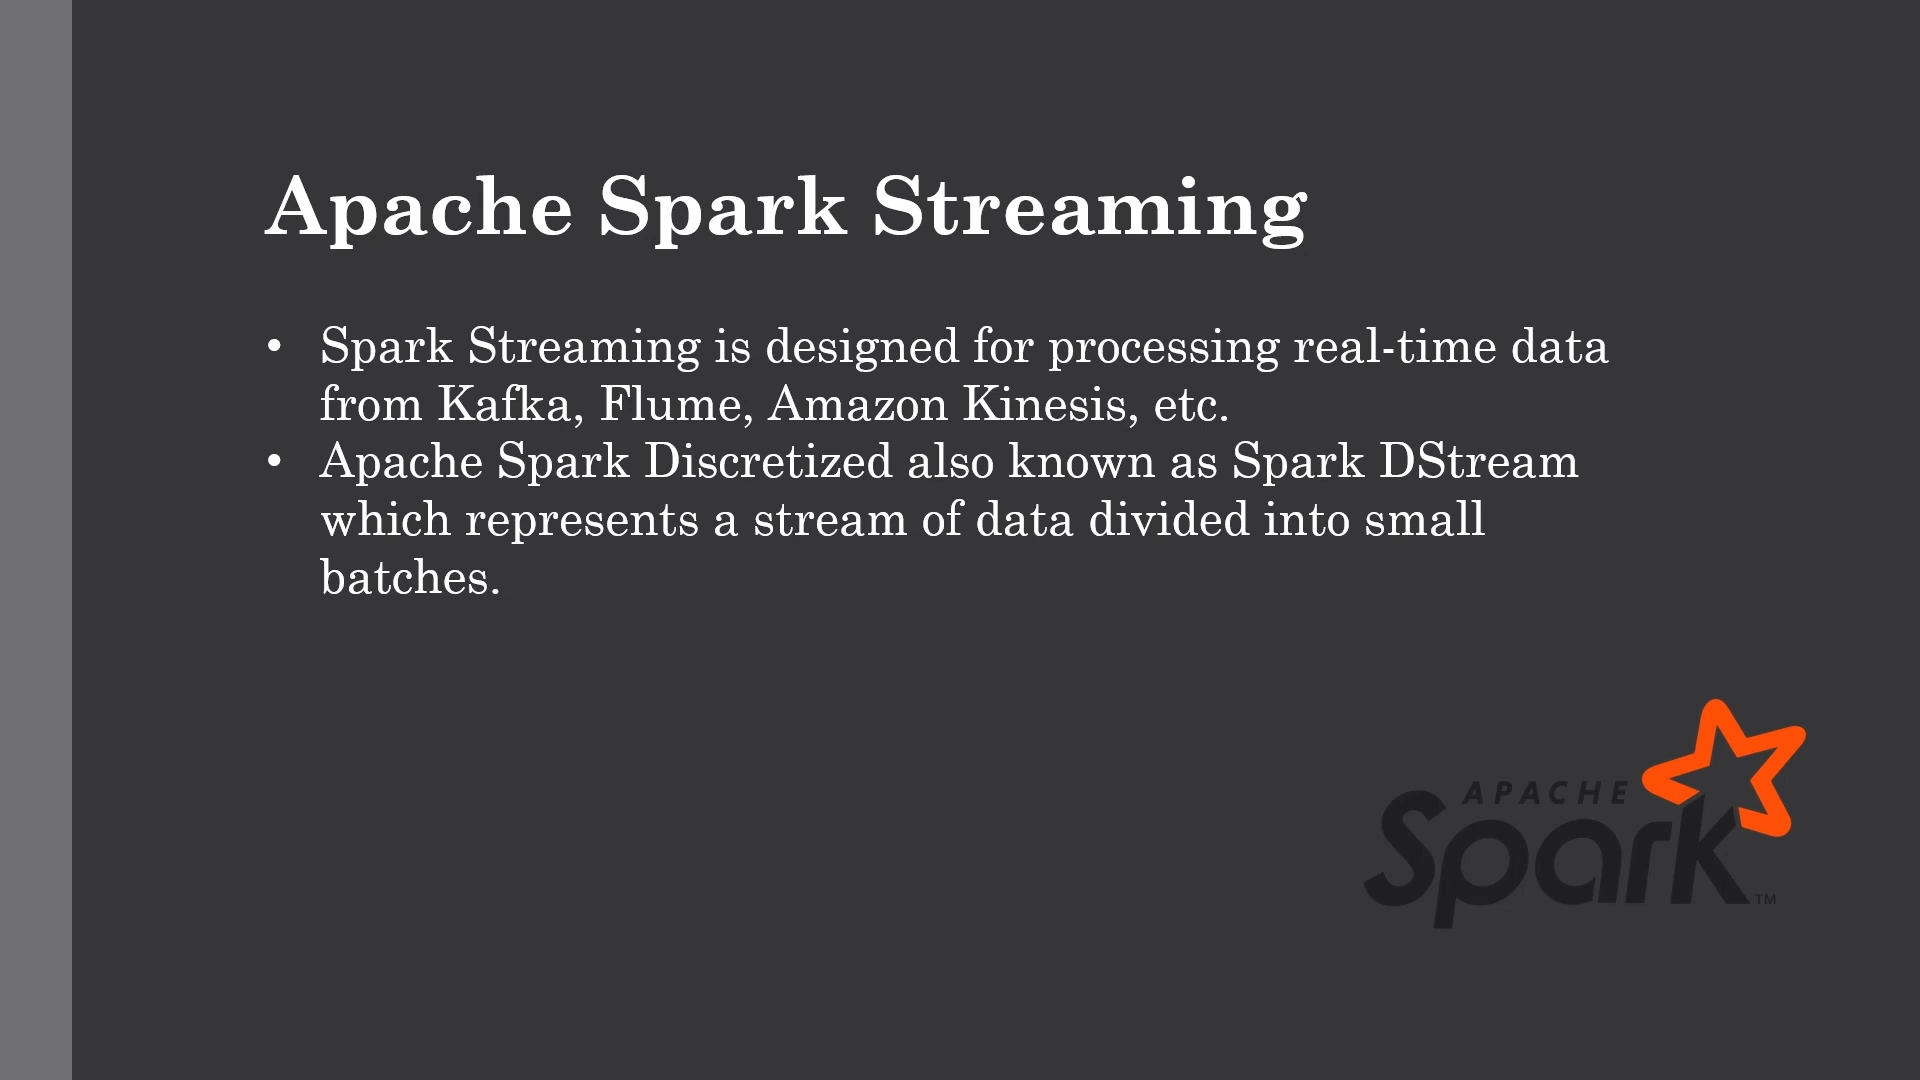 Apache Spark Streaming
• Spark Streaming is designed for processing real-time data
from Kafka, Flume, Amazon Kinesis, etc.
• Apache Spark Discretized also known as Spark DStream
which represents a stream of data divided into small
batches.
APACHE
Spark™